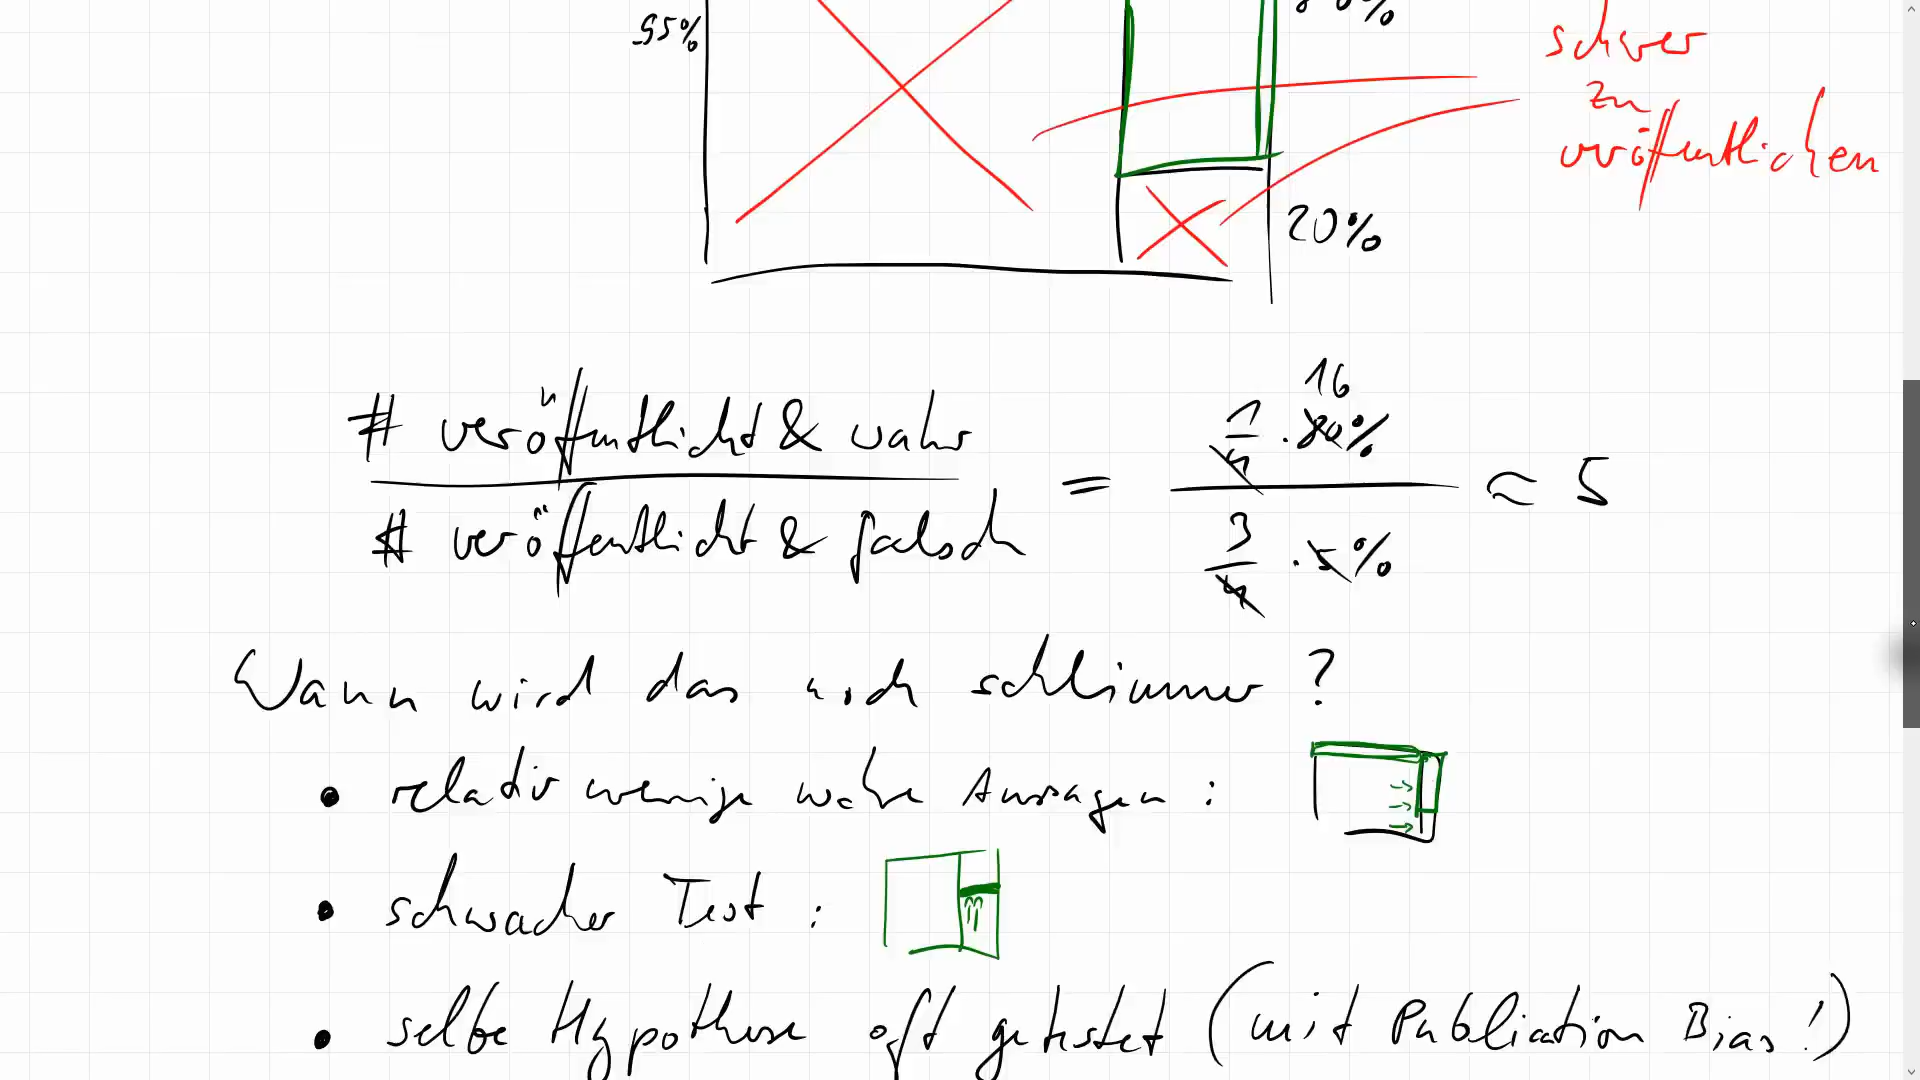 95%
schwer
zu
veröffentlichen
20%
# veröffentlicht & wahr
# veröffentlicht & falsch
=
1/4 · 80%
16
3/4 · 5%
≈ 5
Wann wird das noch schlimmer?
• relativ wenige wahre Aussagen:
• schwacher Test:
• selbe Hypothese oft getestet (mit Publication Bias!)